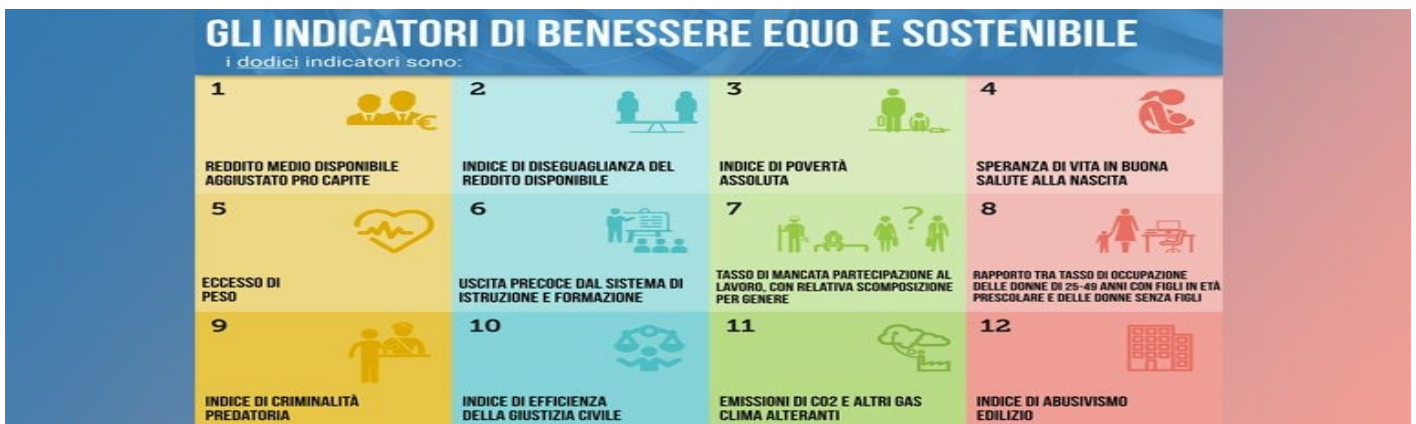 GLI INDICATORI DI BENESSERE EQUO E SOSTENIBILE
i dodici indicatori sono:
1
REDDITO MEDIO DISPONIBILE
AGGIUSTATO PRO CAPITE
2
INDICE DI DISEGUAGLIANZA DEL
REDDITO DISPONIBILE
3
INDICE DI POVERTÀ
ASSOLUTA
4
SPERANZA DI VITA IN BUONA
SALUTE ALLA NASCITA
5
ECCESSO DI
PESO
6
USCITA PRECOCE DAL SISTEMA DI
ISTRUZIONE E FORMAZIONE
7
TASSO DI MANCATA PARTECIPAZIONE AL
LAVORO, CON RELATIVA SCOMPOSIZIONE
PER GENERE
8
RAPPORTO TRA TASSO DI OCCUPAZIONE
DELLE DONNE DI 25-49 ANNI CON FIGLI IN ETÀ
PRESCOLARE E DELLE DONNE SENZA FIGLI
9
INDICE DI CRIMINALITÀ
PREDATORIA
10
INDICE DI EFFICIENZA
DELLA GIUSTIZIA CIVILE
11
EMISSIONI DI CO2 E ALTRI GAS
CLIMA ALTERANTI
12
INDICE DI ABUSIVISMO
EDILIZIO